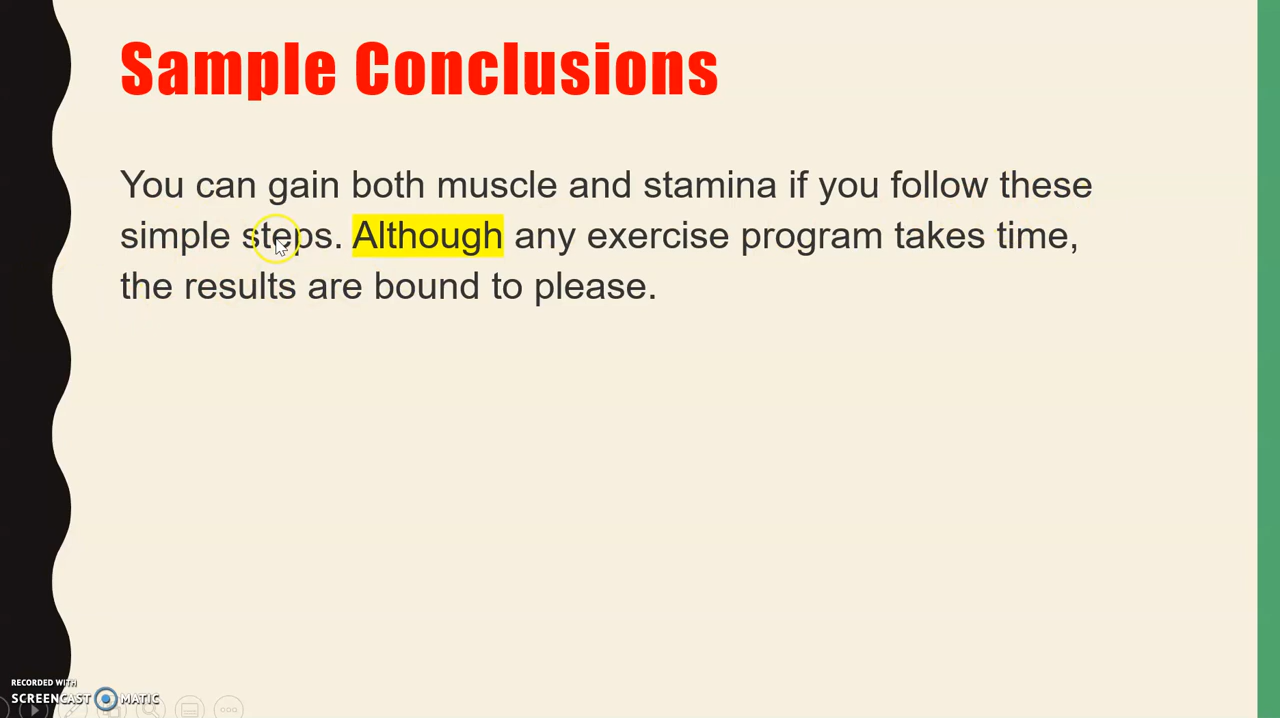 Sample Conclusions
You can gain both muscle and stamina if you follow these
simple steps. Although any exercise program takes time,
the results are bound to please.
RECORDED WITH
SCREENCAST MATIC